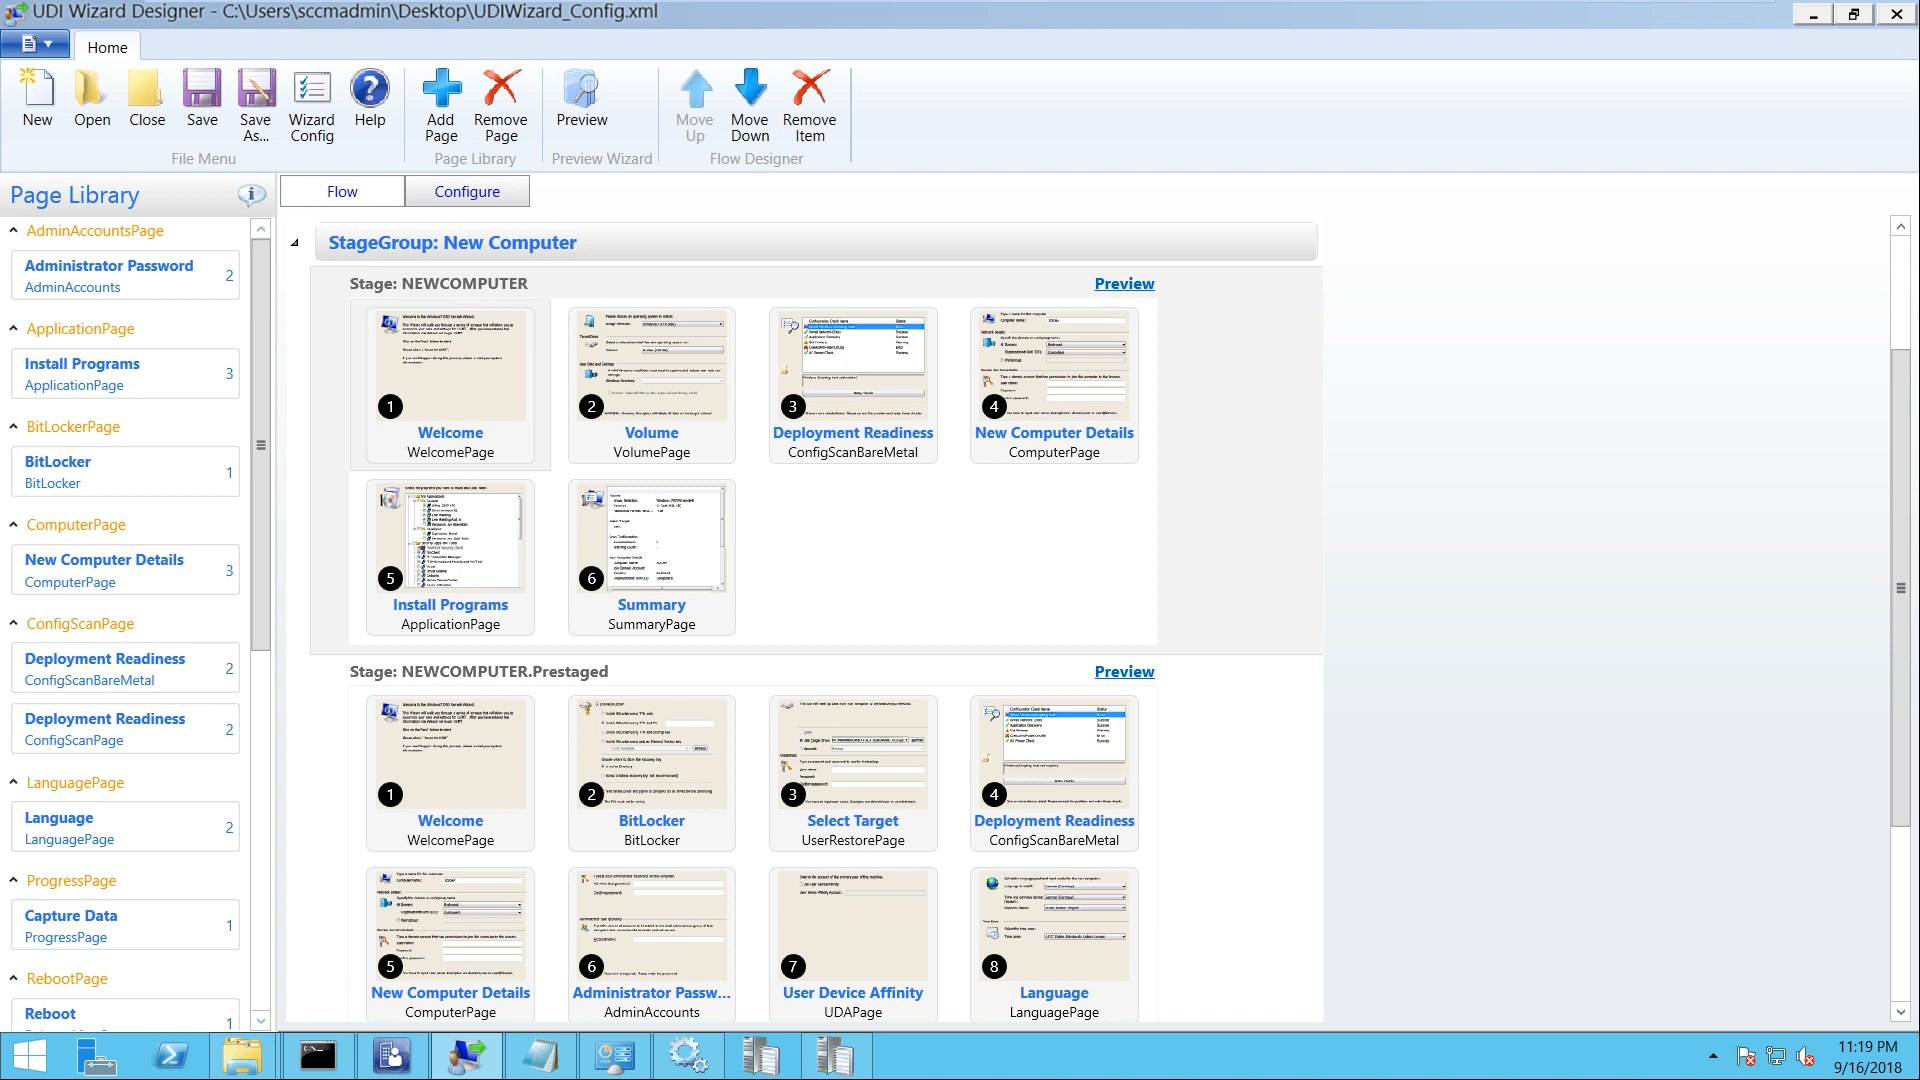 UDI Wizard Designer - C:\Users\sccmadmin\Desktop\UDIWizard_Config.xml
Home
New
Open
Close
Save
Save As...
Wizard Config
Help
Add Page
Remove Page
Preview
Move Up
Move Down
Remove Item
File Menu
Page Library
Preview Wizard
Flow Designer
Page Library
Flow
Configure
AdminAccountsPage
Administrator Password
2
AdminAccounts
ApplicationPage
Install Programs
3
ApplicationPage
BitLockerPage
BitLocker
1
BitLocker
ComputerPage
New Computer Details
3
ComputerPage
ConfigScanPage
Deployment Readiness
2
ConfigScanBareMetal
Deployment Readiness
2
ConfigScanPage
LanguagePage
Language
2
LanguagePage
ProgressPage
Capture Data
1
ProgressPage
RebootPage
Reboot
1
StageGroup: New Computer
Stage: NEWCOMPUTER
Preview
1
Welcome
WelcomePage
2
Volume
VolumePage
3
Deployment Readiness
ConfigScanBareMetal
4
New Computer Details
ComputerPage
5
Install Programs
ApplicationPage
6
Summary
SummaryPage
Stage: NEWCOMPUTER.Prestaged
Preview
1
Welcome
WelcomePage
2
BitLocker
BitLocker
3
Select Target
UserRestorePage
4
Deployment Readiness
ConfigScanBareMetal
5
New Computer Details
ComputerPage
6
Administrator Passw...
AdminAccounts
7
User Device Affinity
UDAPage
8
Language
LanguagePage
11:19 PM
9/16/2018